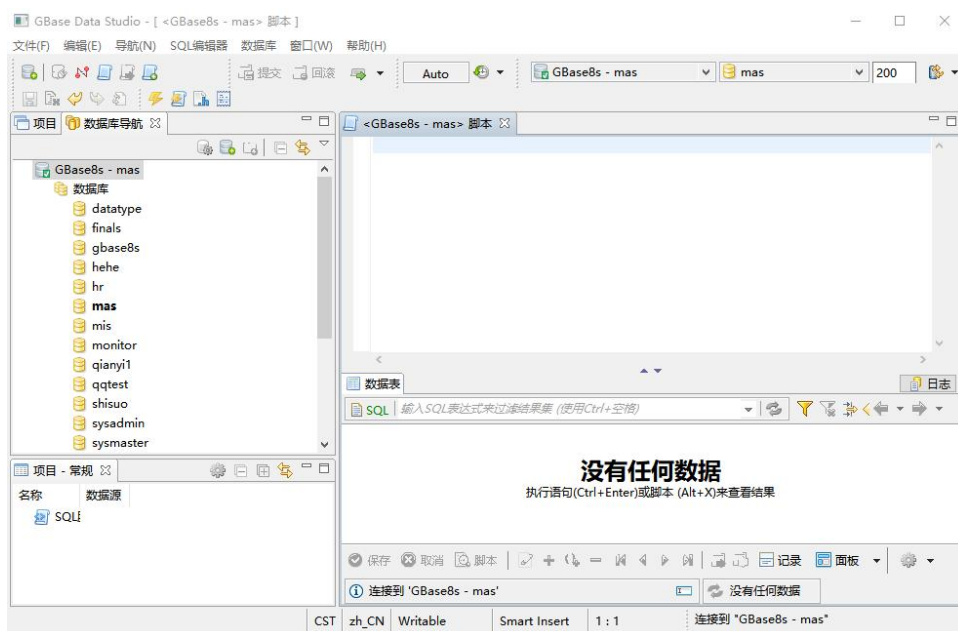 GBase Data Studio - [ <GBase8s - mas> 脚本 ]
文件(F) 编辑(E) 导航(N) SQL编辑器 数据库 窗口(W) 帮助(H)
提交 回滚 Auto GBase8s - mas mas 200
项目 数据库导航
GBase8s - mas
数据库
datatype
finals
gbase8s
hehe
hr
mas
mis
monitor
qianyi1
qqtest
shisuo
sysadmin
sysmaster
项目 - 常规
名称 数据源
SQL
<GBase8s - mas> 脚本
数据表 日志
SQL 输入SQL表达式来过滤结果集 (使用Ctrl+空格)
没有任何数据
执行语句(Ctrl+Enter)或脚本 (Alt+X)来查看结果
保存 取消 脚本 记录 面板
连接到 'GBase8s - mas' 没有任何数据
CST zh_CN Writable Smart Insert 1 : 1 连接到 "GBase8s - mas"